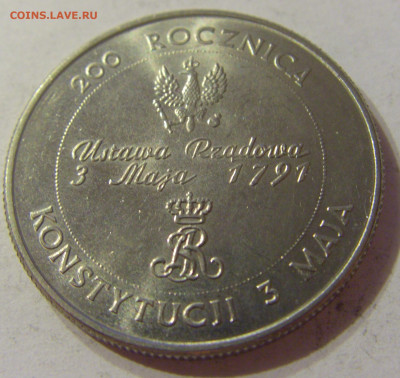 COINS.LAVE.RU
200 ROCZNICA
Ustawa Rządowa
3 Maja 1791
KONSTYTUCJI 3 MAJA